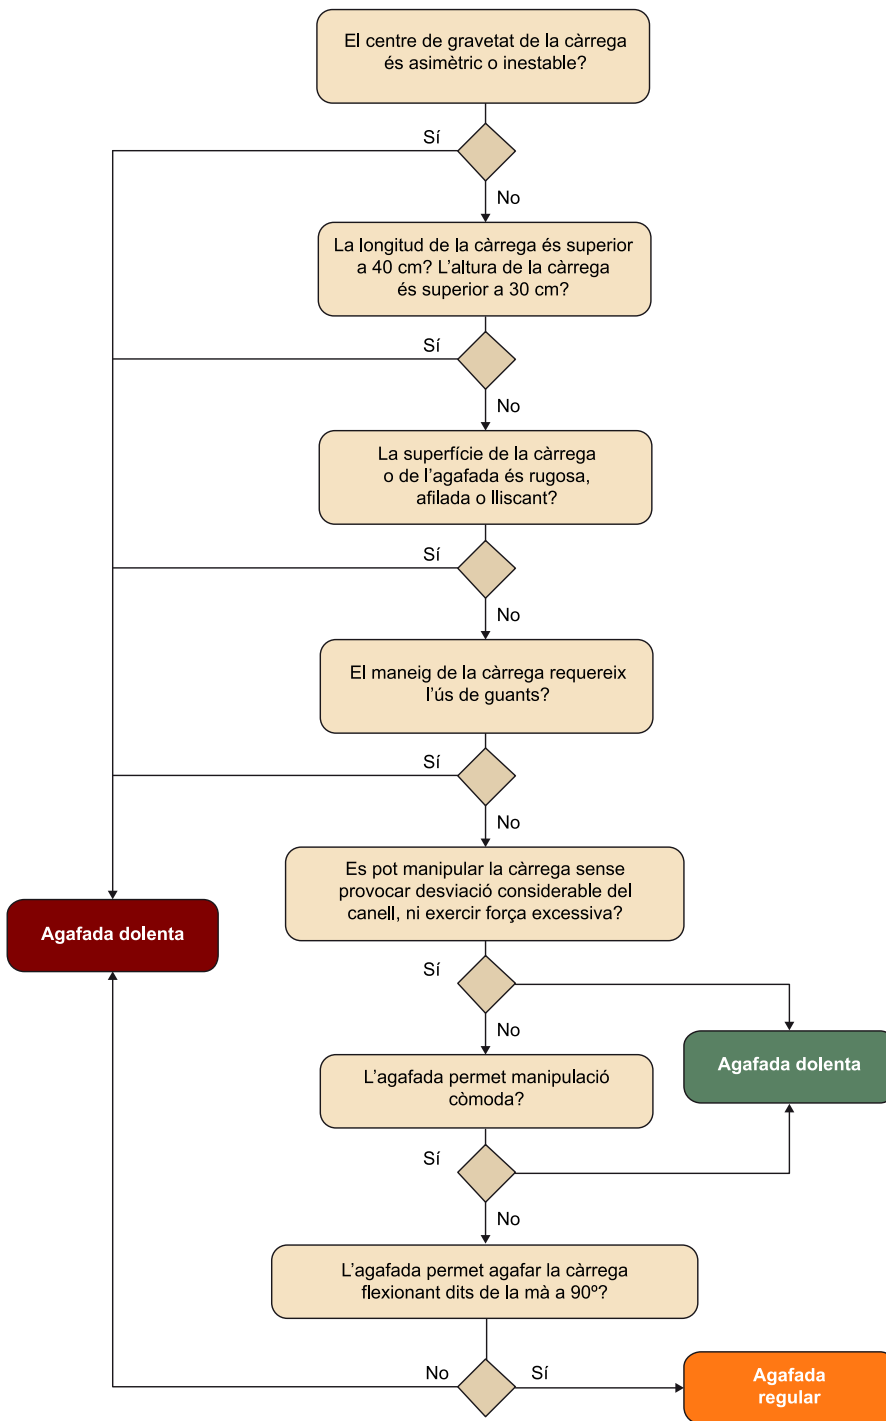 El centre de gravetat de la càrrega
és asimètric o inestable?
Sí
No
La longitud de la càrrega és superior
a 40 cm? L’altura de la càrrega
és superior a 30 cm?
Sí
No
La superfície de la càrrega
o de l’agafada és rugosa,
afilada o lliscant?
Sí
No
El maneig de la càrrega requereix
l’ús de guants?
Sí
No
Es pot manipular la càrrega sense
provocar desviació considerable del
canell, ni exercir força excessiva?
Agafada dolenta
Sí
No
Agafada dolenta
L’agafada permet manipulació
còmoda?
Sí
No
L’agafada permet agafar la càrrega
flexionant dits de la mà a 90º?
No
Sí
Agafada
regular